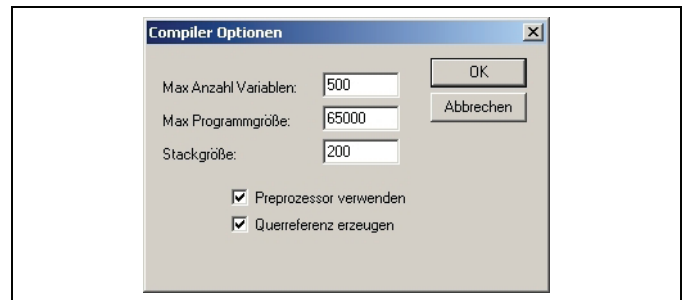 Compiler Optionen
Max Anzahl Variablen: 500
OK
Max Programmgröße: 65000
Abbrechen
Stackgröße: 200
Preprozessor verwenden
Querreferenz erzeugen